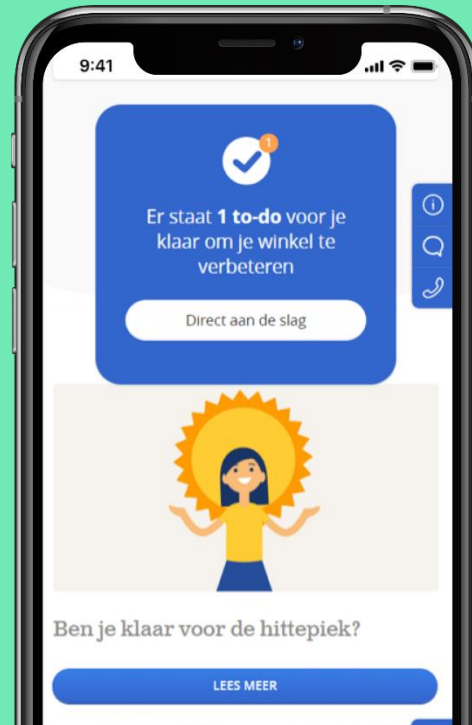 9:41
1
Er staat 1 to-do voor je
klaar om je winkel te
verbeteren
Direct aan de slag
Ben je klaar voor de hittepiek?
LEES MEER